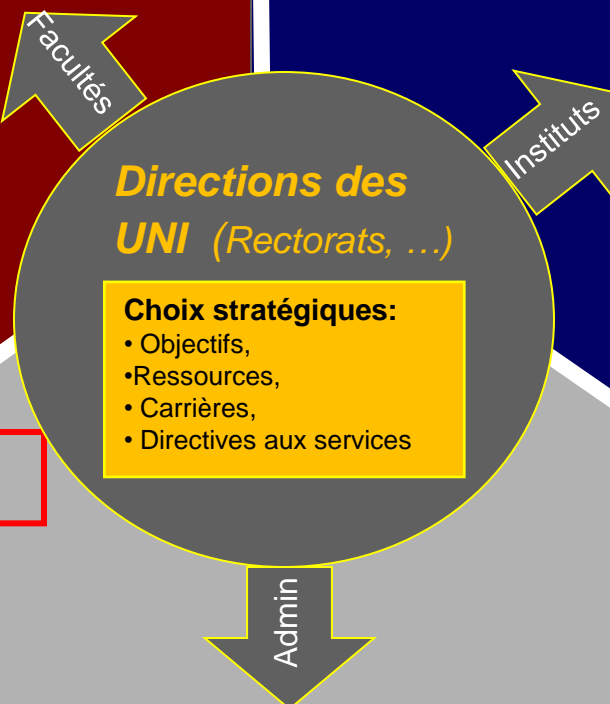 Facultés
Instituts
Directions des
UNI (Rectorats, …)
Choix stratégiques:
• Objectifs,
•Ressources,
• Carrières,
• Directives aux services
Admin